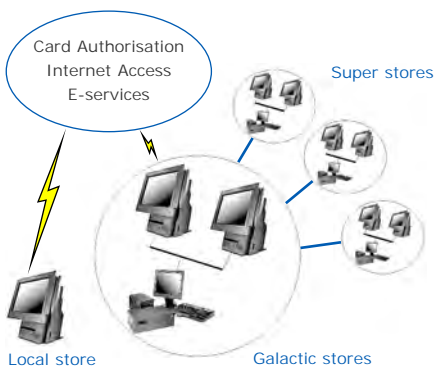 Card Authorisation
Internet Access
E-services
Super stores
Local store
Galactic stores